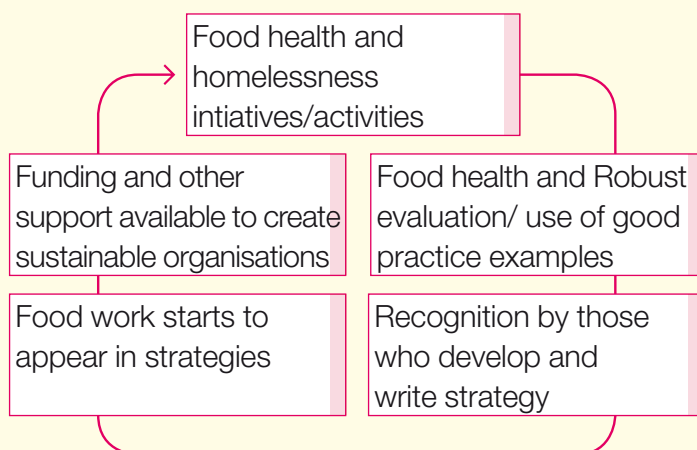 Food health and
homelessness
intiatives/activities
Funding and other
support available to create
sustainable organisations
Food health and Robust
evaluation/ use of good
practice examples
Food work starts to
appear in strategies
Recognition by those
who develop and
write strategy